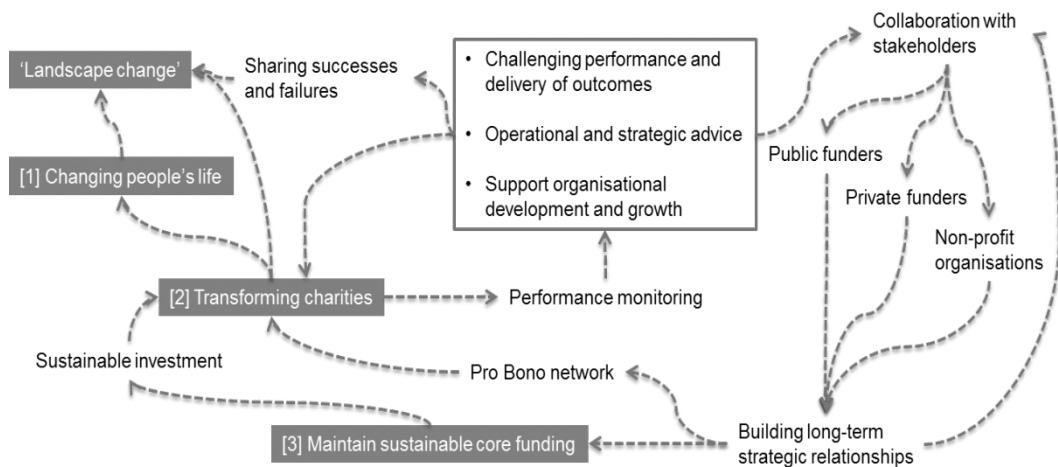 Collaboration with
stakeholders
‘Landscape change’
Sharing successes
and failures
• Challenging performance and
delivery of outcomes
• Operational and strategic advice
• Support organisational
development and growth
Public funders
[1] Changing people’s life
Private funders
Non-profit
organisations
[2] Transforming charities
Performance monitoring
Sustainable investment
Pro Bono network
[3] Maintain sustainable core funding
Building long-term
strategic relationships